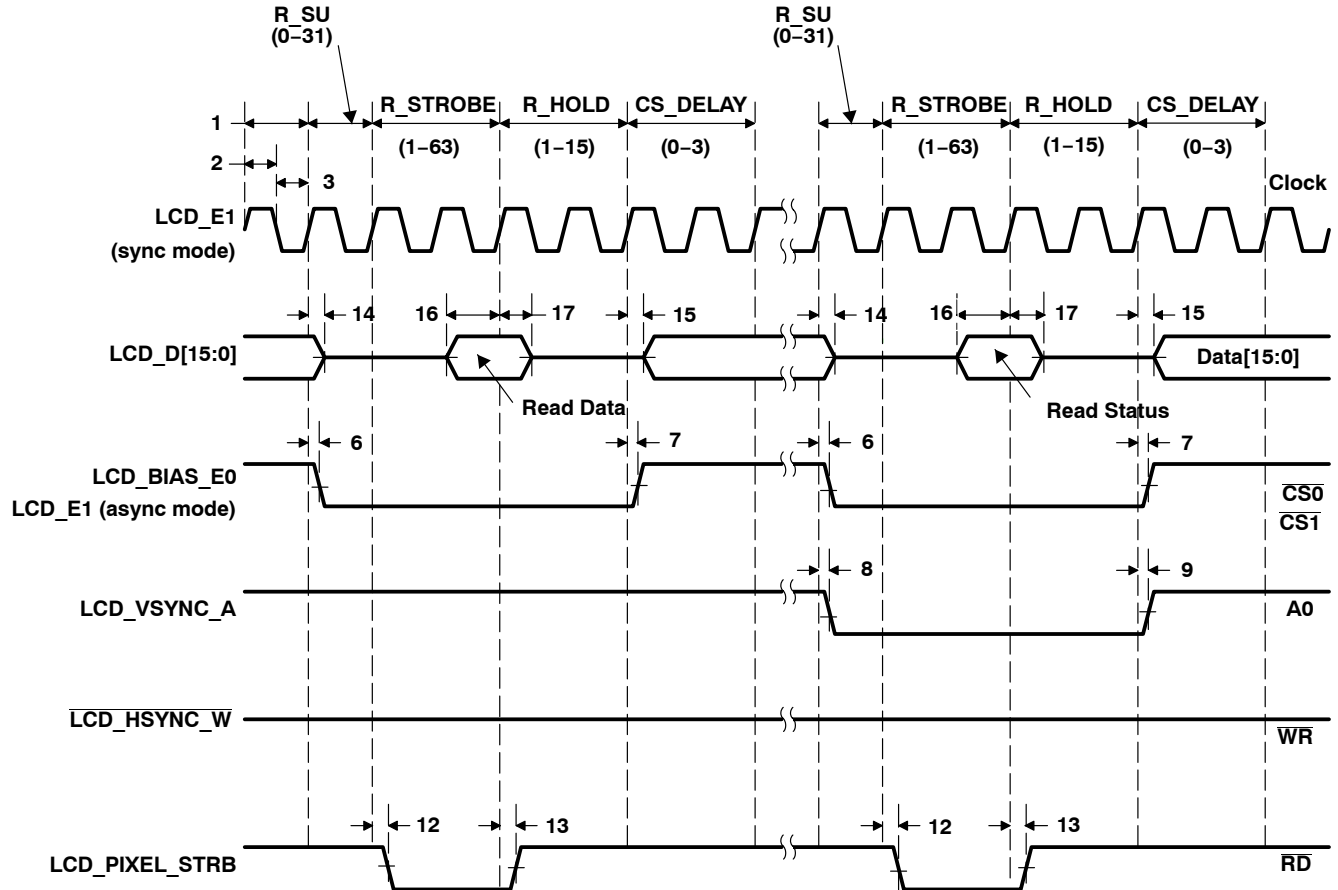 R_SU
(0–31)
R_SU
(0–31)
R_STROBE R_HOLD CS_DELAY R_STROBE R_HOLD CS_DELAY
1
(1–63) (1–15) (0–3) (1–63) (1–15) (0–3)
2
3 Clock
LCD_E1
(sync mode)
14 16 17 15 14 16 17 15
LCD_D[15:0] Data[15:0]
Read Data Read Status
6 7 6 7
LCD_BIAS_E0 CS0
LCD_E1 (async mode) CS1
8 9
LCD_VSYNC_A A0
LCD_HSYNC_W
WR
12 13 12 13
LCD_PIXEL_STRB RD